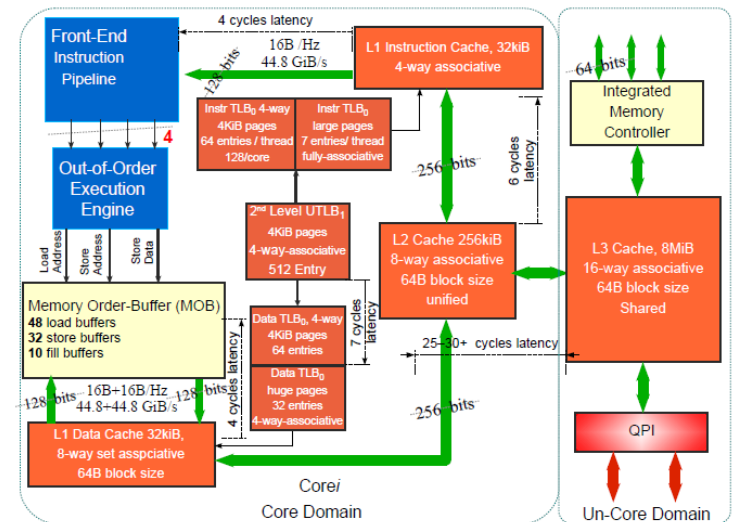 Front-End
Instruction
Pipeline
4 cycles latency
16B /Hz
44.8 GiB/s
128 bits
L1 Instruction Cache, 32kiB
4-way associative
64 bits
Integrated
Memory
Controller
4
Instr TLB0 4-way
4KiB pages
64 entries / thread
128/core
Instr TLB0
large pages
7 entries/ thread
fully-associative
256 bits
6 cycles
latency
Out-of-Order
Execution
Engine
Load
Address
Store
Address
Store
Data
2nd Level UTLB1
4KiB pages
4-way-associative
512 Entry
L2 Cache 256kiB
8-way associative
64B block size
unified
L3 Cache, 8MiB
16-way associative
64B block size
Shared
Memory Order-Buffer (MOB)
48 load buffers
32 store buffers
10 fill buffers
Data TLB0, 4-way
4KiB pages
64 entries
7 cycles
latency
25-30+ cycles latency
128 bits
16B+16B/Hz
44.8+44.8 GiB/s
128 bits
4 cycles latency
Data TLB0
huge pages
32 entries
4-way-associative
256 bits
L1 Data Cache 32kiB,
8-way set asspciative
64B block size
QPI
Corei
Core Domain
Un-Core Domain